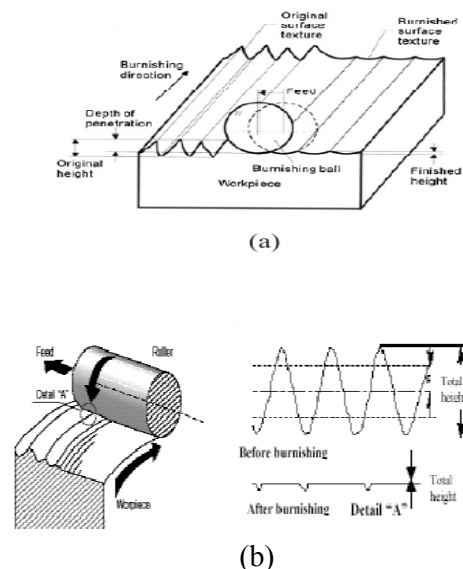 Original
surface
texture
Burnished
surface
texture
Burnishing
direction
Feed
Depth of
penetration
Original
height
Burnishing ball
Workpiece
Finished
height
(a)
Feed
Roller
Detail "A"
Worpiece
Before burnishing
Total
height
After burnishing
Detail "A"
Total
height
(b)